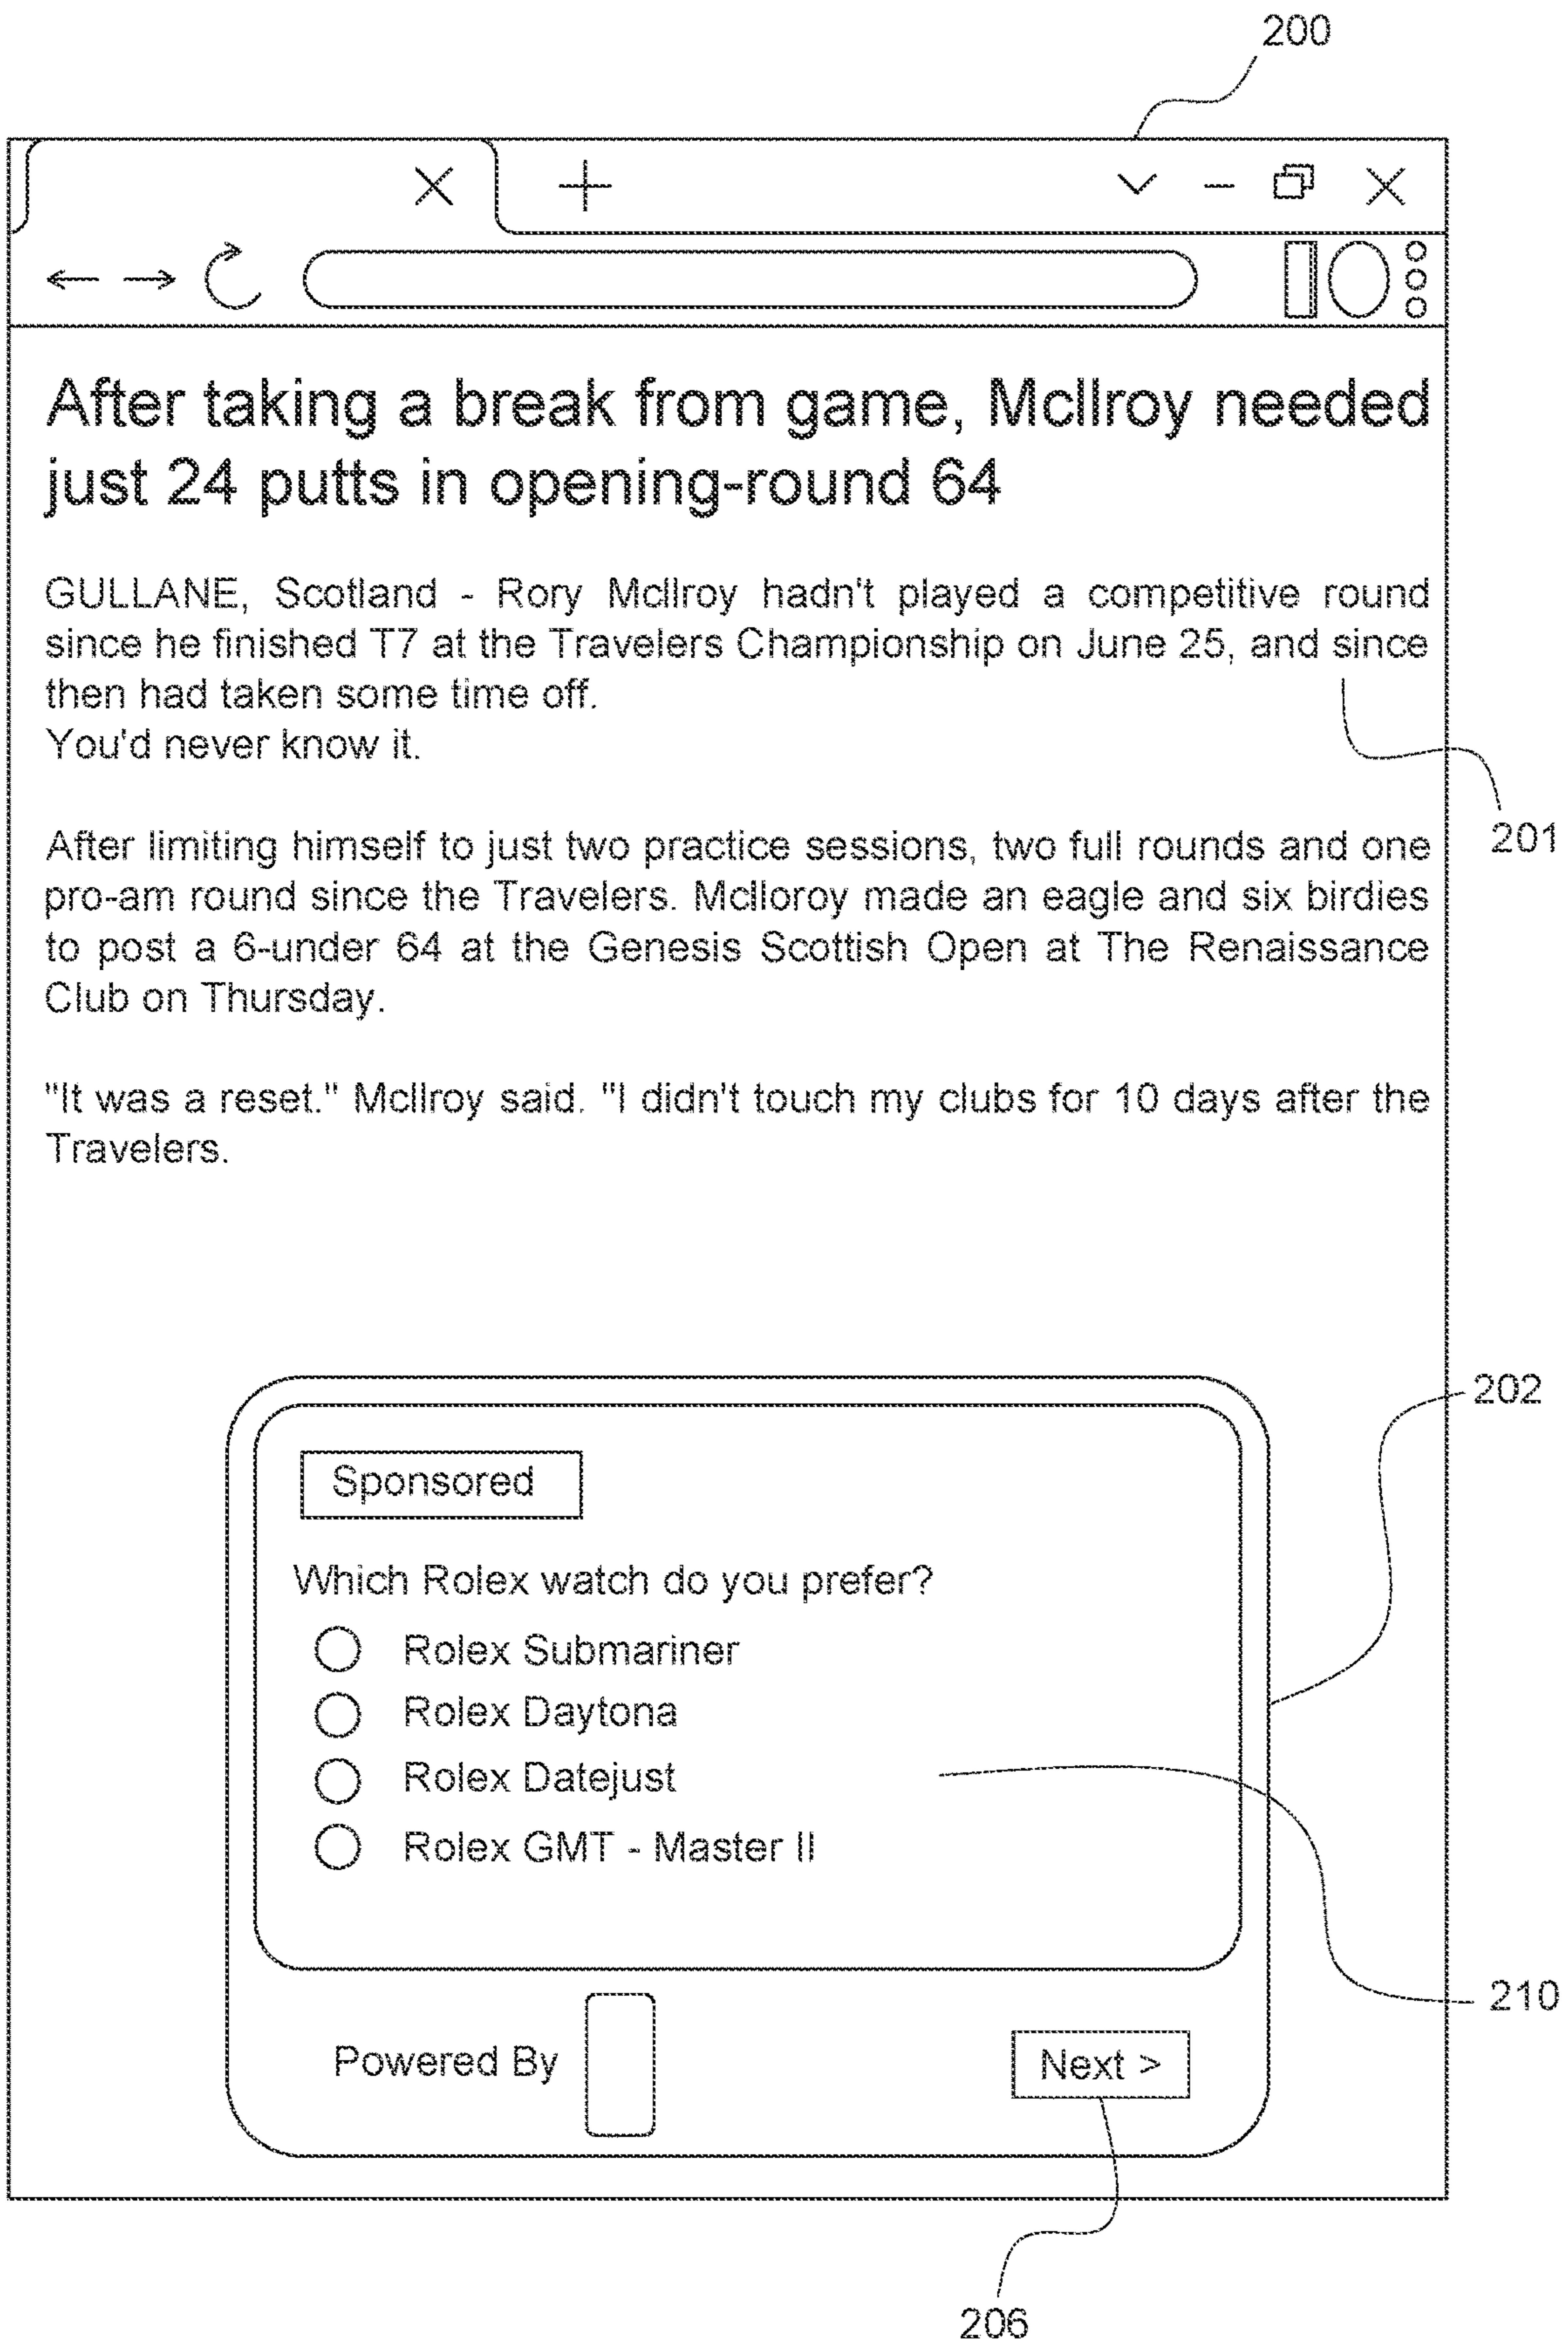 200
After taking a break from game, McIlroy needed
just 24 putts in opening-round 64
GULLANE, Scotland - Rory McIlroy hadn't played a competitive round
since he finished T7 at the Travelers Championship on June 25, and since
then had taken some time off.
You'd never know it.
201
After limiting himself to just two practice sessions, two full rounds and one
pro-am round since the Travelers. McIloroy made an eagle and six birdies
to post a 6-under 64 at the Genesis Scottish Open at The Renaissance
Club on Thursday.
"It was a reset." McIlroy said. "I didn't touch my clubs for 10 days after the
Travelers.
202
Sponsored
Which Rolex watch do you prefer?
Rolex Submariner
Rolex Daytona
Rolex Datejust
Rolex GMT - Master II
210
Powered By
Next >
206